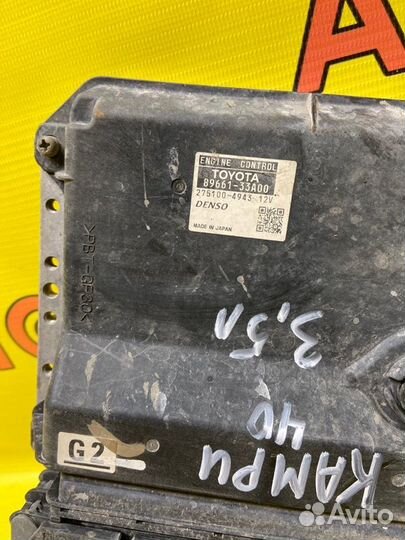 ENGINE CONTROL
TOYOTA
89661-33A00
275100-4943 12V
DENSO
MADE IN JAPAN
>PBT-GF30<
3,5л
40
КАМРИ
G2
Avito